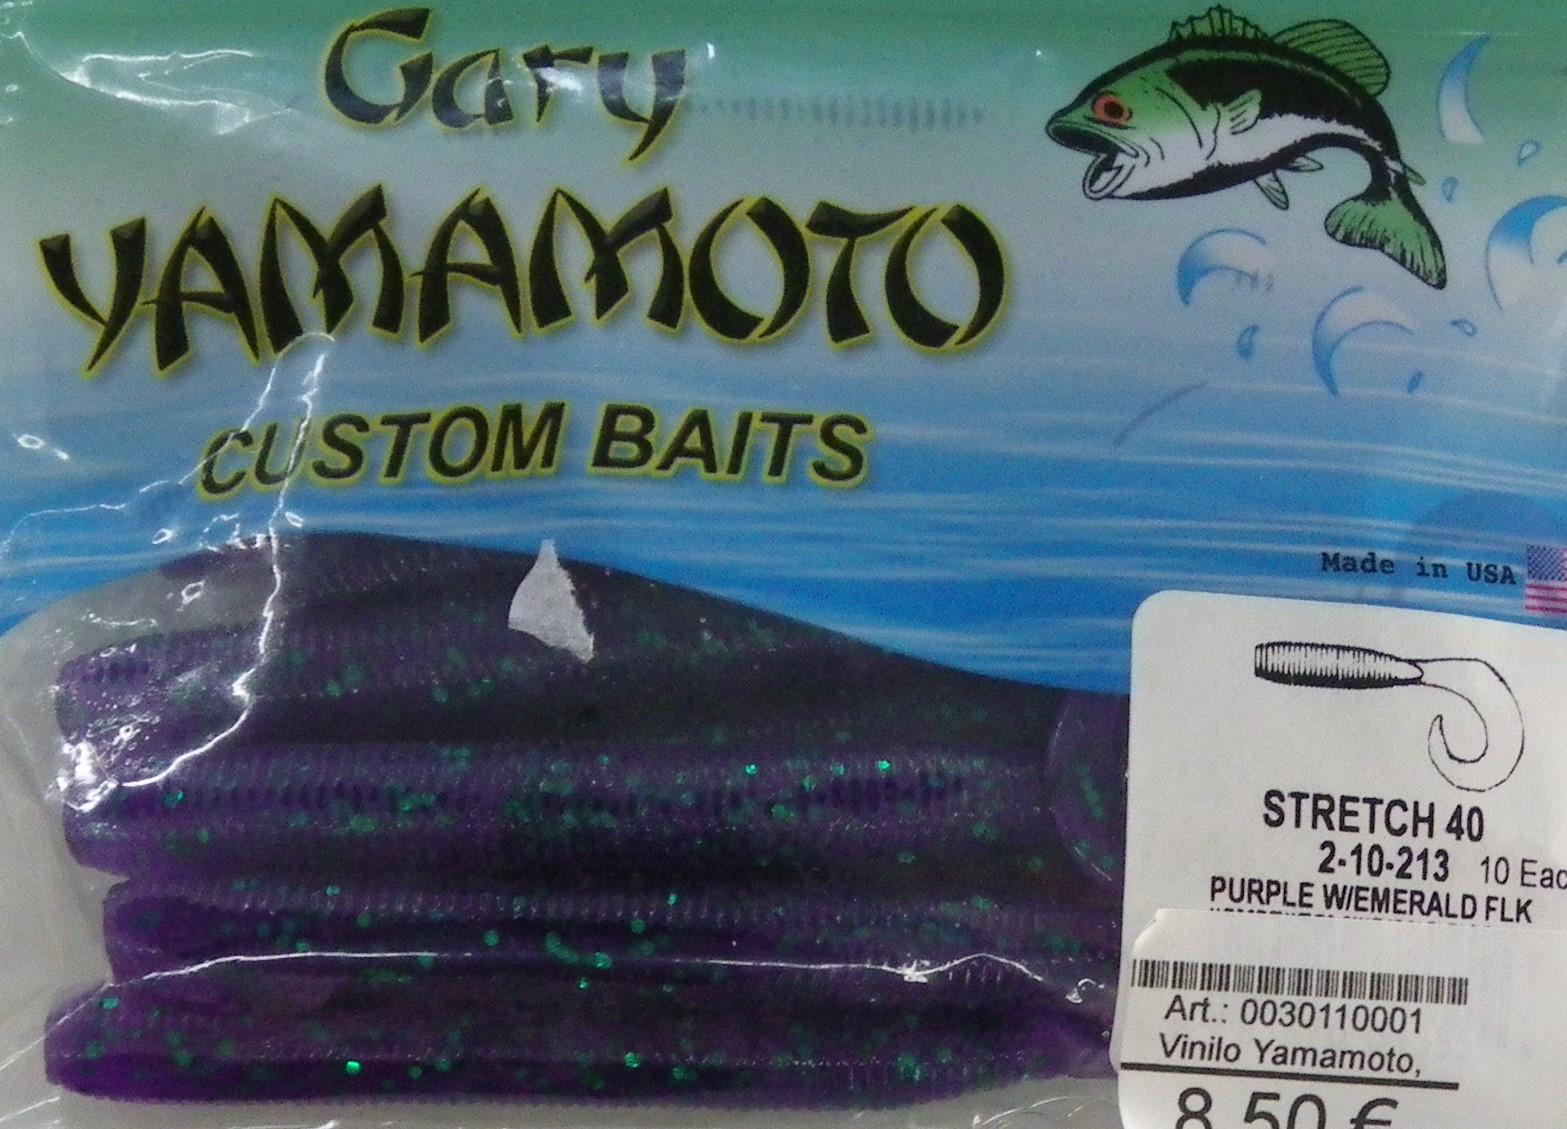 Gary
YAMAMOTO
CUSTOM BAITS
Made in USA
STRETCH 40
2-10-213 10 Eac
PURPLE W/EMERALD FLK
Art.: 0030110001
Vinilo Yamamoto,
8,50 €